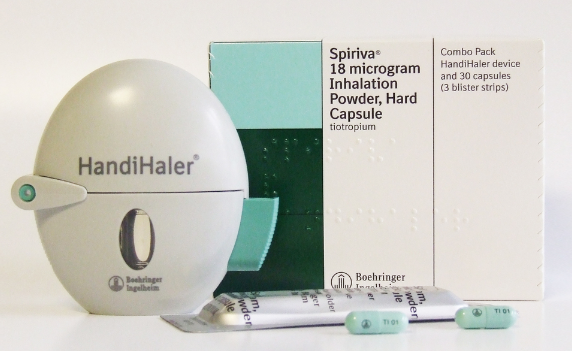 HandiHaler®
Boehringer
Ingelheim
Spiriva®
18 microgram
Inhalation
Powder, Hard
Capsule
tiotropium
Combo Pack
HandiHaler device
and 30 capsules
(3 blister strips)
Boehringer
Ingelheim
TI 01
TI 01